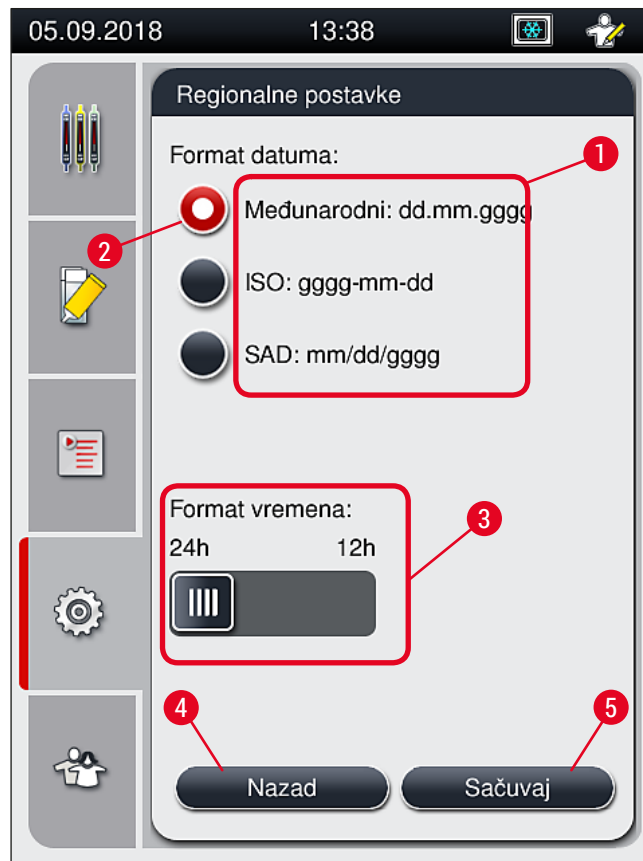 05.09.2018 13:38
Regionalne postavke
Format datuma:
1
Međunarodni: dd.mm.gggg
2
ISO: gggg-mm-dd
SAD: mm/dd/gggg
Format vremena:
3
24h 12h
4 5
Nazad Sačuvaj